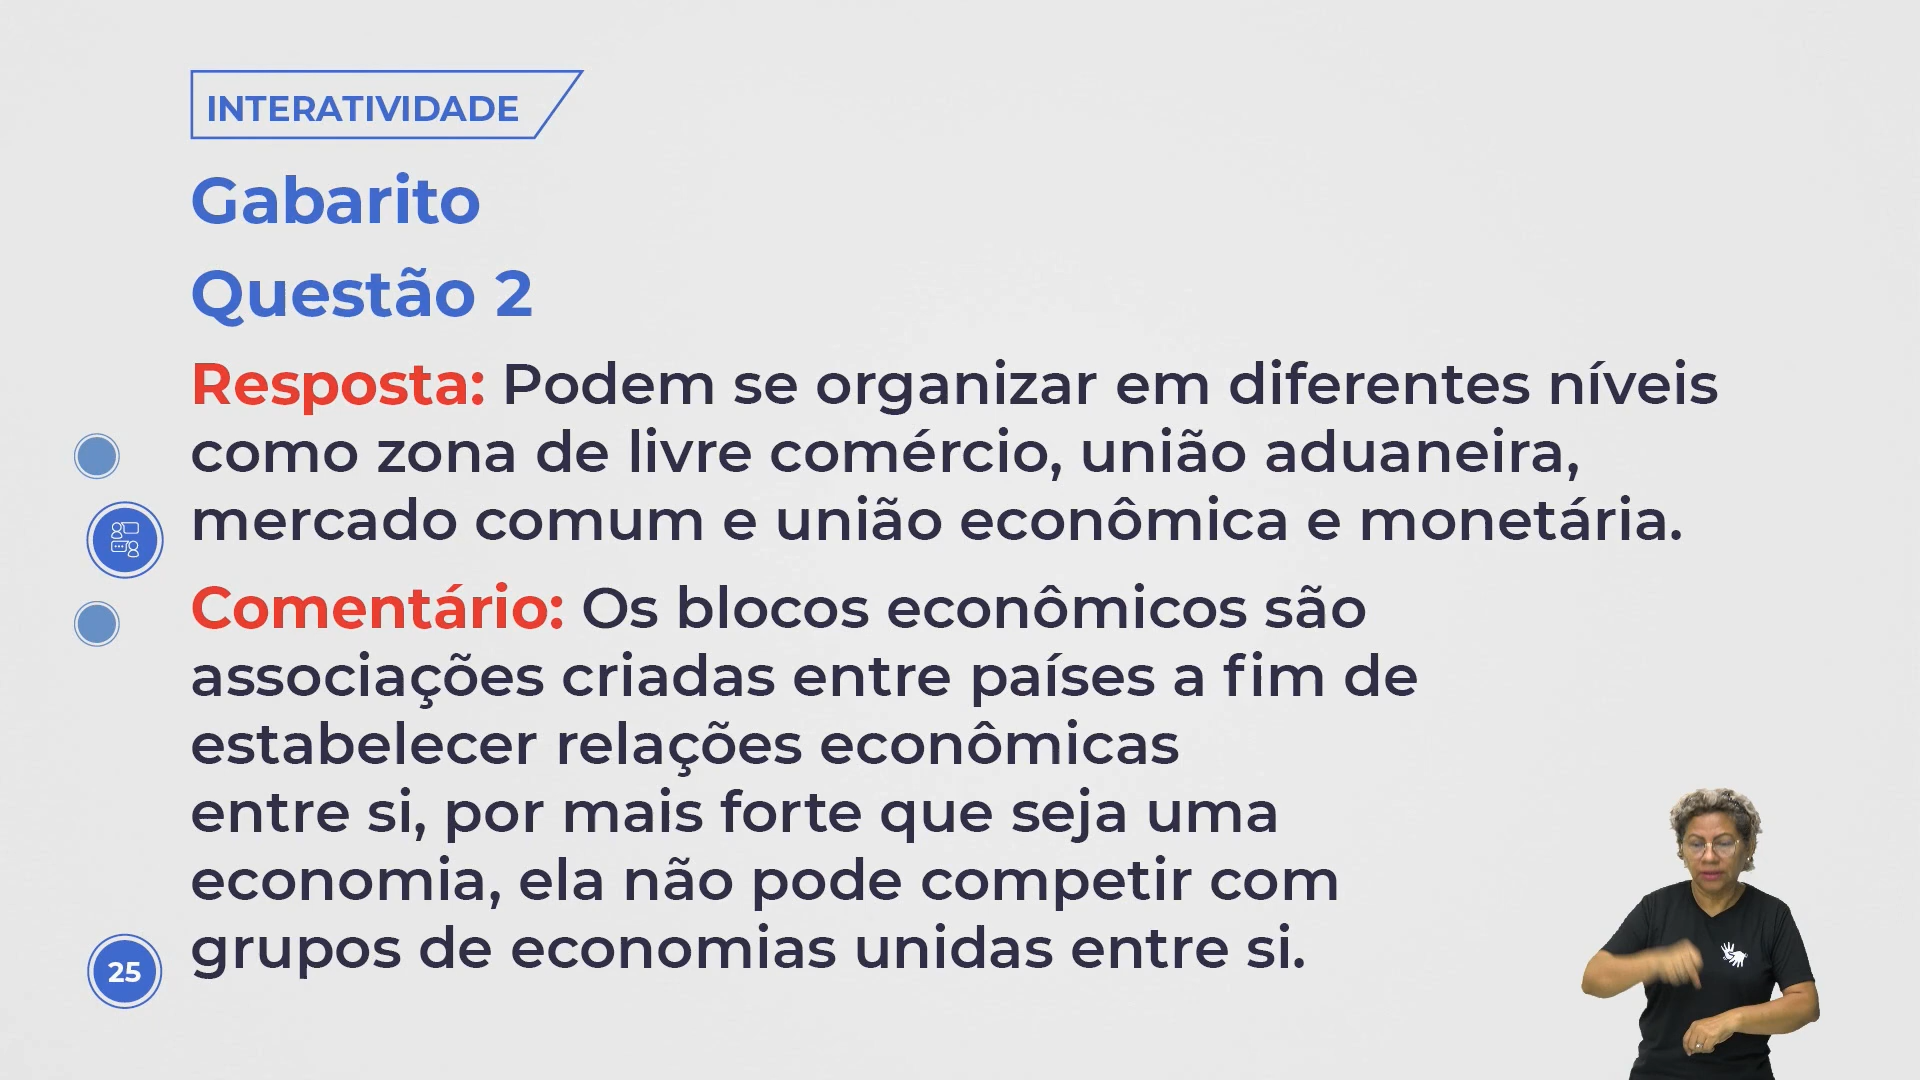 INTERATIVIDADE
Gabarito
Questão 2
Resposta: Podem se organizar em diferentes níveis
como zona de livre comércio, união aduaneira,
mercado comum e união econômica e monetária.
Comentário: Os blocos econômicos são
associações criadas entre países a fim de
estabelecer relações econômicas
entre si, por mais forte que seja uma
economia, ela não pode competir com
grupos de economias unidas entre si.
25